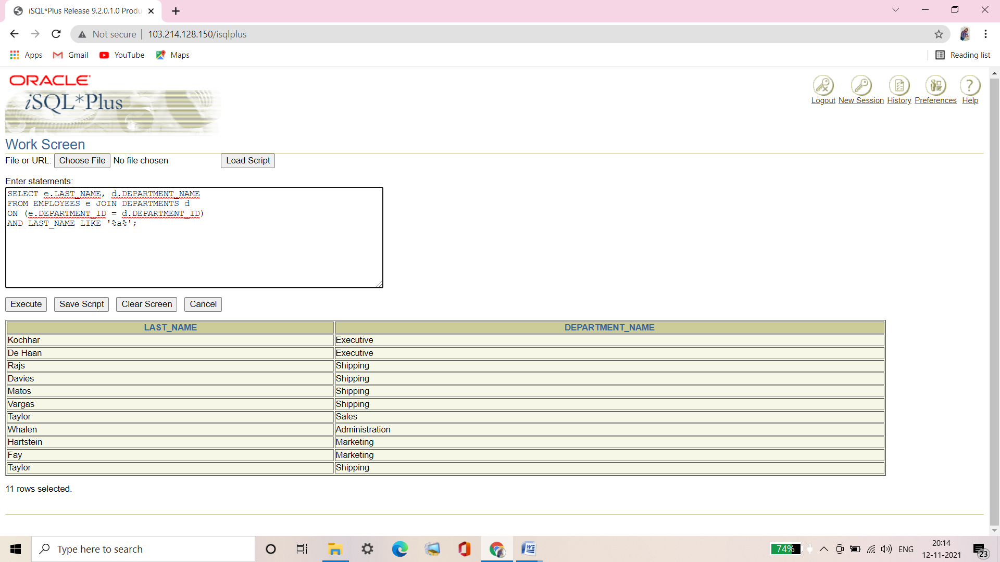 iSQL*Plus Release 9.2.0.1.0 Produ
Not secure
103.214.128.150/isqlplus
Apps
Gmail
YouTube
Maps
Reading list
ORACLE
iSQL*Plus
Logout
New Session
History
Preferences
Help
Work Screen
File or URL: Choose File No file chosen Load Script
Enter statements:
SELECT e.LAST_NAME, d.DEPARTMENT_NAME
FROM EMPLOYEES e JOIN DEPARTMENTS d
ON (e.DEPARTMENT_ID = d.DEPARTMENT_ID)
AND LAST_NAME LIKE '%a%';
Execute Save Script Clear Screen Cancel
LAST_NAME DEPARTMENT_NAME
Kochhar Executive
De Haan Executive
Rajs Shipping
Davies Shipping
Matos Shipping
Vargas Shipping
Taylor Sales
Whalen Administration
Hartstein Marketing
Fay Marketing
Taylor Shipping
11 rows selected.
Type here to search
74%
ENG
20:14
12-11-2021
23